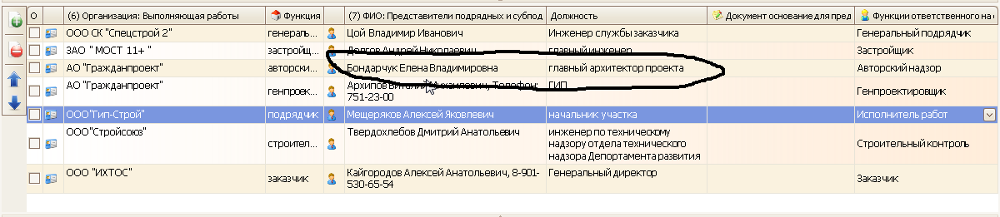 О (6) Организация: Выполняющая работы Функция (7) ФИО: Представители подрядных и субпод Должность Документ основание для пред Функции ответственного на
ООО СК "Спецстрой 2" генераль... Цой Владимир Иванович Инженер службы заказчика Генеральный подрядчик
ЗАО " МОСТ 11+ " застройщ... Долгов Андрей Николаевич главный инженер Застройщик
АО "Гражданпроект" авторски... Бондарчук Елена Владимировна главный архитектор проекта Авторский надзор
АО "Гражданпроект" генпроек... Архипов Виталий Михайлович, Телефон: ГИП Генпроектировщик
751-23-00
ООО"Гип-Строй" подрядчик Мещеряков Алексей Яковлевич начальник участка Исполнитель работ
ООО"Стройсоюз" строител... Твердохлебов Дмитрий Анатольевич инженер по техническому Строительный контроль
надзору отдела технического
надзора Депортамента развития
ООО "ИХТОС" заказчик Кайгородов Алексей Анатольевич, 8-901- Генеральный директор Заказчик
530-65-54